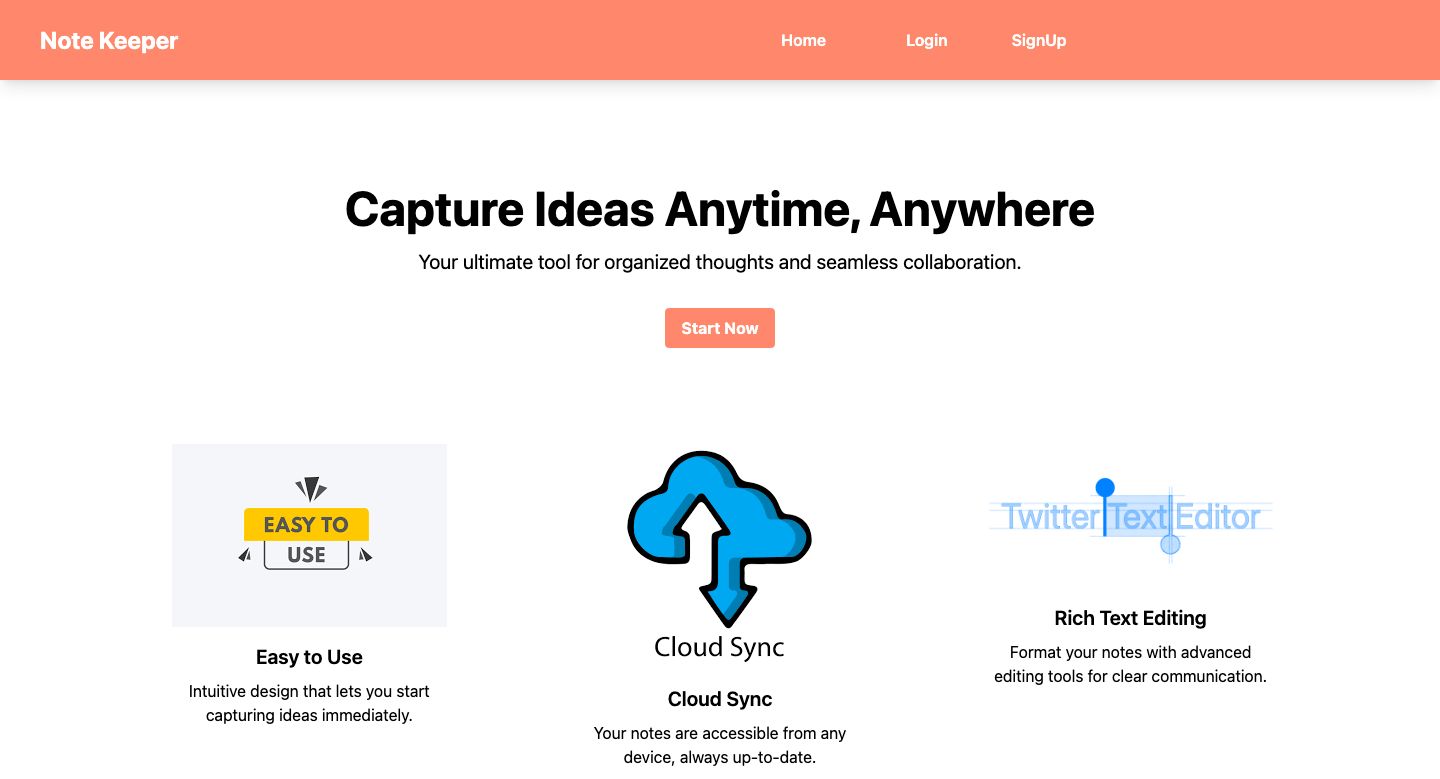 Note Keeper
Home
Login
SignUp
Capture Ideas Anytime, Anywhere
Your ultimate tool for organized thoughts and seamless collaboration.
Start Now
EASY TO
USE
Easy to Use
Intuitive design that lets you start
capturing ideas immediately.
Cloud Sync
Cloud Sync
Your notes are accessible from any
device, always up-to-date.
Twitter Text Editor
Rich Text Editing
Format your notes with advanced
editing tools for clear communication.